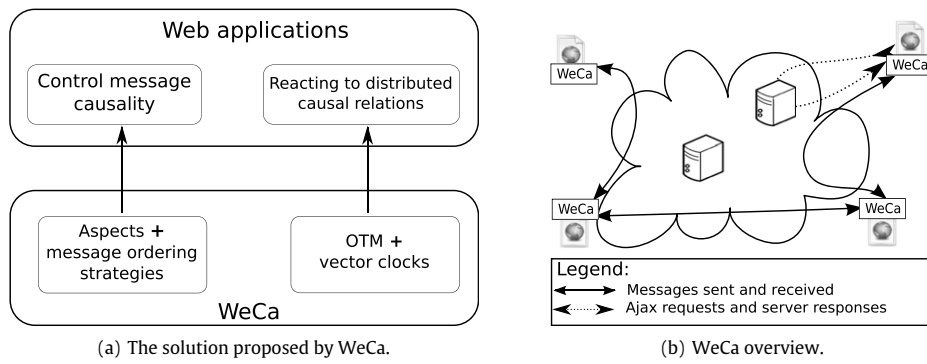 Web applications
Control message
causality
Reacting to distributed
causal relations
Aspects +
message ordering
strategies
OTM +
vector clocks
WeCa
(a) The solution proposed by WeCa.
WeCa
WeCa
WeCa
WeCa
Legend:
Messages sent and received
Ajax requests and server responses
(b) WeCa overview.